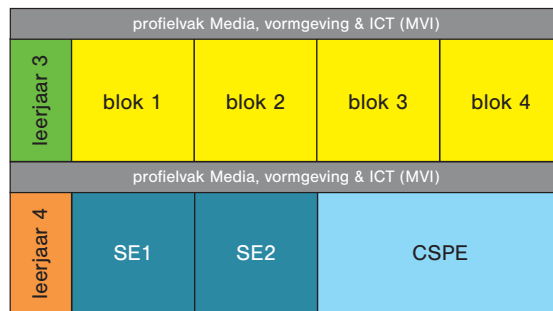 profielvak Media, vormgeving & ICT (MVI)
leerjaar 3
blok 1
blok 2
blok 3
blok 4
profielvak Media, vormgeving & ICT (MVI)
leerjaar 4
SE1
SE2
CSPE